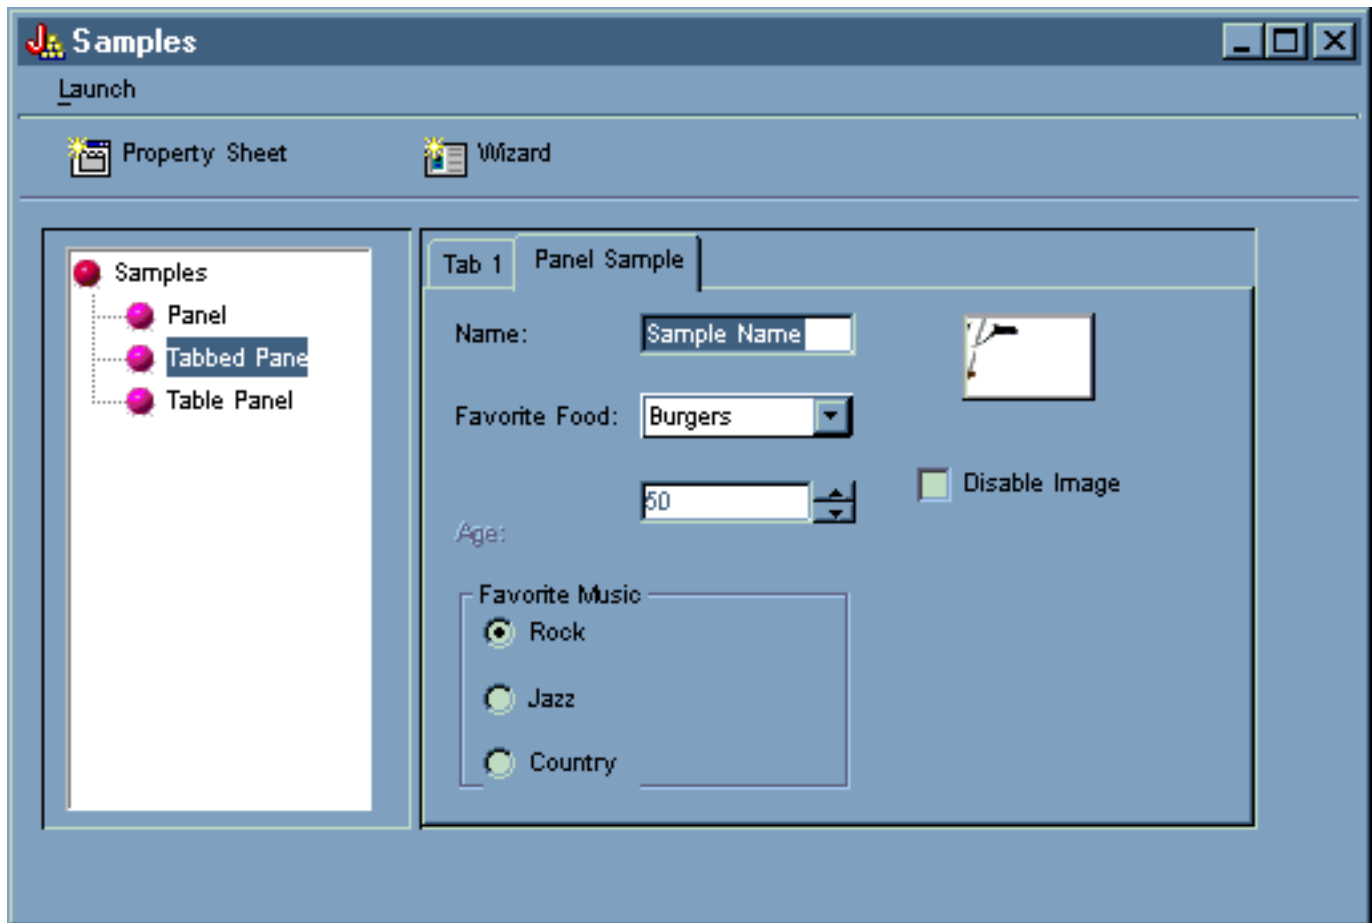 Samples
Launch
Property Sheet
Wizard
Samples
Panel
Tabbed Pane
Table Panel
Tab 1
Panel Sample
Name:
Sample Name
Favorite Food:
Burgers
50
Disable Image
Age:
Favorite Music
Rock
Jazz
Country